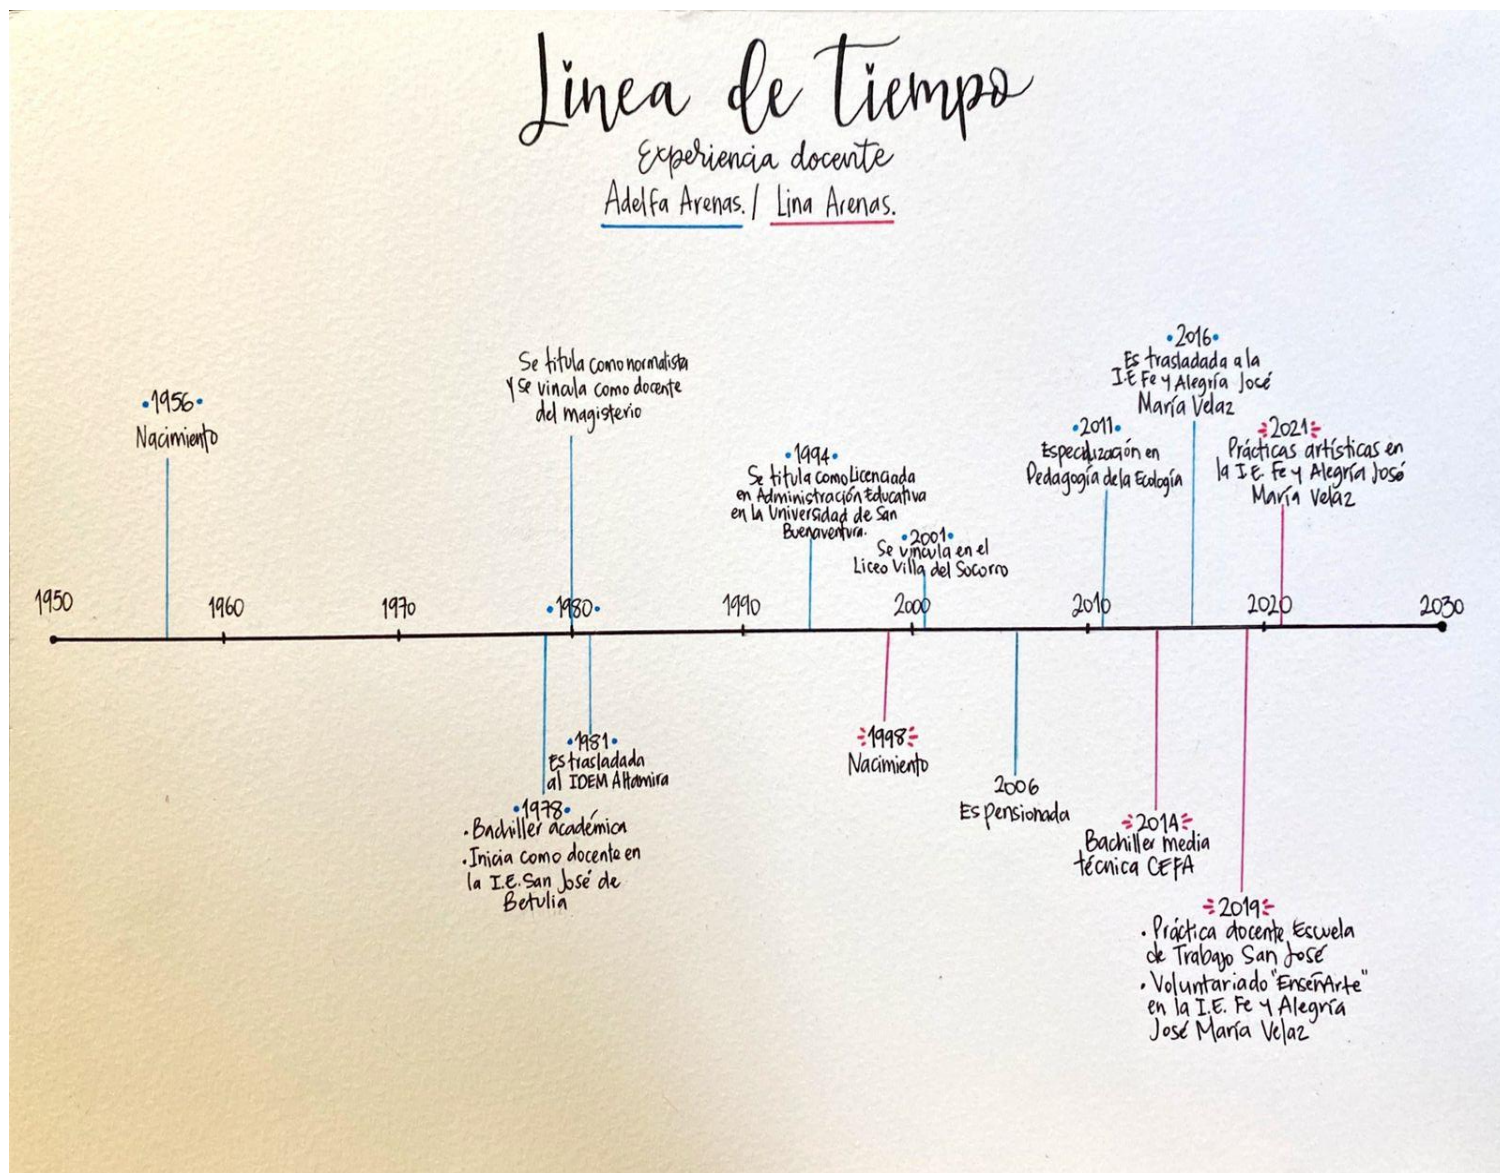 Linea de tiempo
Experiencia docente
Adelfa Arenas. / Lina Arenas.
•1956•
Nacimiento
Se titula como normalista
y se vincula como docente
del magisterio
•1994•
Se titula como Licenciada
en Administración Educativa
en la Universidad de San
Buenaventura.
•2001•
Se vincula en el
Liceo Villa del Socorro
•2011•
Especilización en
Pedagogía de la Ecología
•2016•
Es trasladada a la
I.E Fe y Alegría José
María Velaz
2021
Prácticas artísticas en
la I.E. Fe y Alegría José
María Velaz
1950 1960 1970 •1980• 1990 2000 2010 2020 2030
•1981•
Es trasladada
al IDEM Altamira
•1978•
• Bachiller académica
• Inicia como docente en
la I.E. San José de
Betulia
1998
Nacimiento
2006
Es pensionada
2014
Bachiller media
técnica CEFA
2019
• Práctica docente Escuela
de Trabajo San José
• Voluntariado "EnseñArte"
en la I.E. Fe y Alegría
José María Velaz